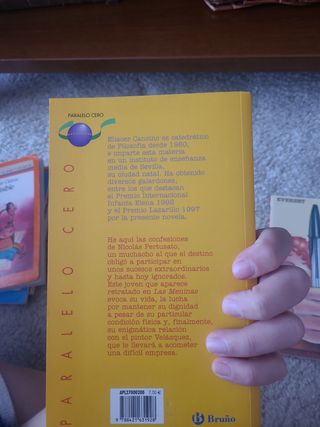 PARALELO CERO
Eliacer Cansino es catedrático
de Filosofía desde 1980,
e imparte esta materia
en un instituto de enseñanza
media de Sevilla,
su ciudad natal. Ha obtenido
diversos galardones,
entre los que destacan
el Premio Internacional
Infanta Elena 1992
y el Premio Lazarillo 1997
por la presente novela.
He aquí las confesiones
de Nicolás Pertusato,
un muchacho al que el destino
obligó a participar en
unos sucesos extraordinarios
y hasta hoy ignorados.
Este joven que aparece
retratado en Las Meninas
evoca su vida, la lucha
por mantener su dignidad
a pesar de su particular
condición física y, finalmente,
su enigmática relación
con el pintor Velázquez,
que le llevará a acometer
una difícil empresa.
PARALELO CERO
7,00 €
Bruño
EVEREST